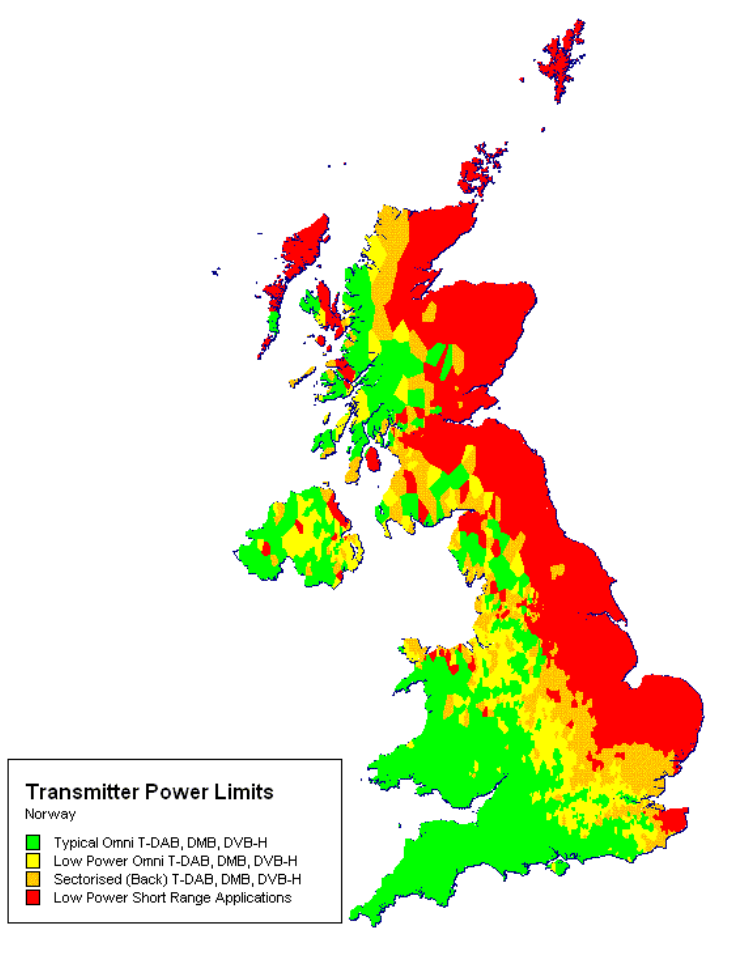 Transmitter Power Limits
Norway
Typical Omni T-DAB, DMB, DVB-H
Low Power Omni T-DAB, DMB, DVB-H
Sectorised (Back) T-DAB, DMB, DVB-H
Low Power Short Range Applications